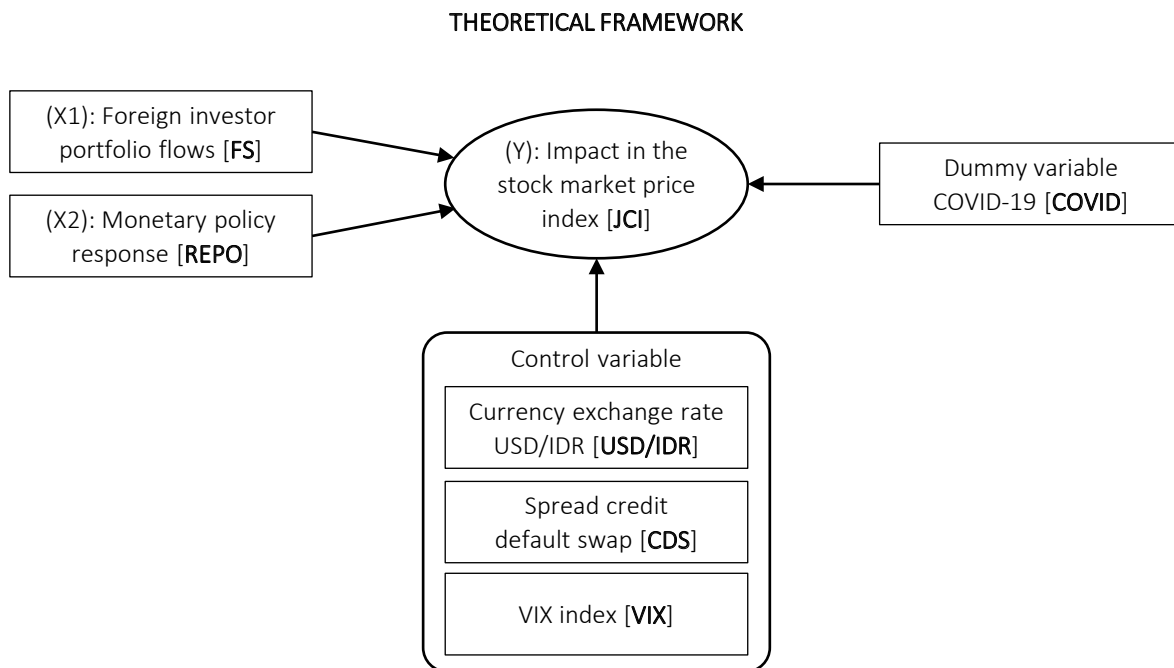 THEORETICAL FRAMEWORK
(X1): Foreign investor
portfolio flows [FS]
(X2): Monetary policy
response [REPO]
(Y): Impact in the
stock market price
index [JCI]
Dummy variable
COVID-19 [COVID]
Control variable
Currency exchange rate
USD/IDR [USD/IDR]
Spread credit
default swap [CDS]
VIX index [VIX]